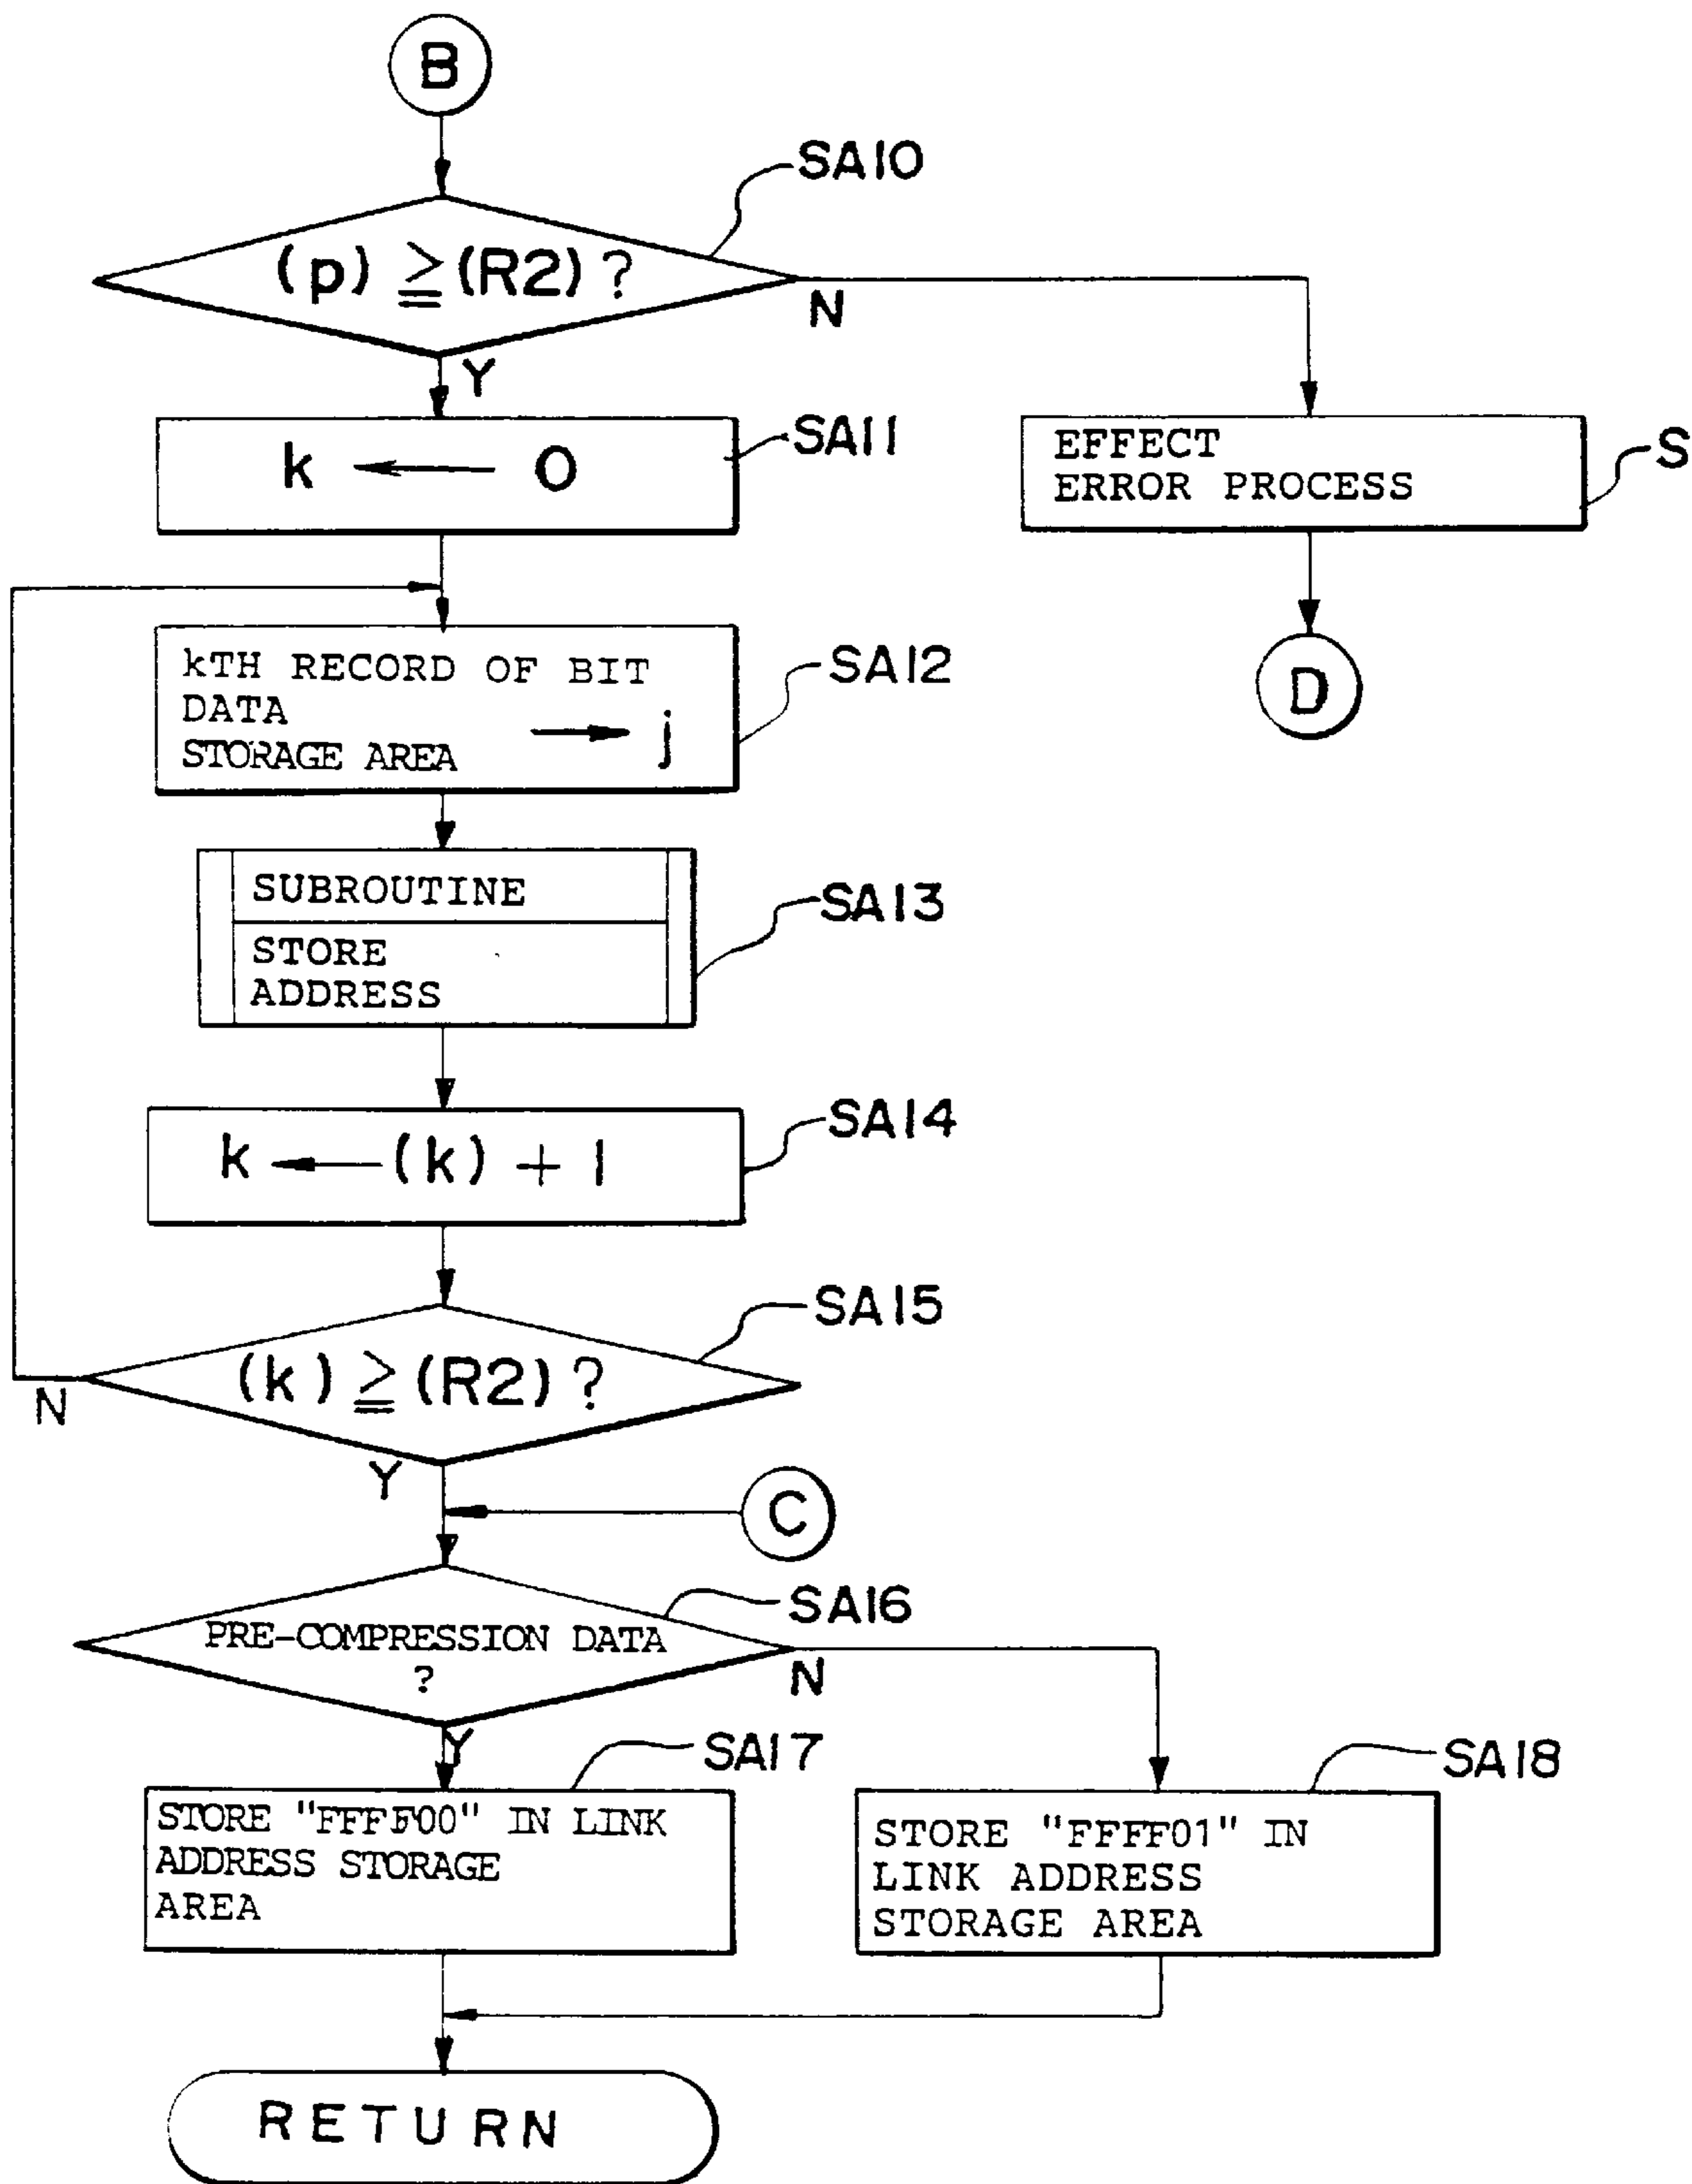 B
SA10
(p) ≧ (R2) ?
N
Y
SA11
k ← 0
EFFECT
ERROR PROCESS
S
D
kTH RECORD OF BIT
DATA
STORAGE AREA → j
SA12
SUBROUTINE
STORE
ADDRESS
SA13
k ← (k) + 1
SA14
SA15
(k) ≧ (R2) ?
N
Y
C
SA16
PRE-COMPRESSION DATA
?
N
Y
SA17
STORE "FFFF00" IN LINK
ADDRESS STORAGE
AREA
SA18
STORE "FFFF01" IN
LINK ADDRESS
STORAGE AREA
RETURN